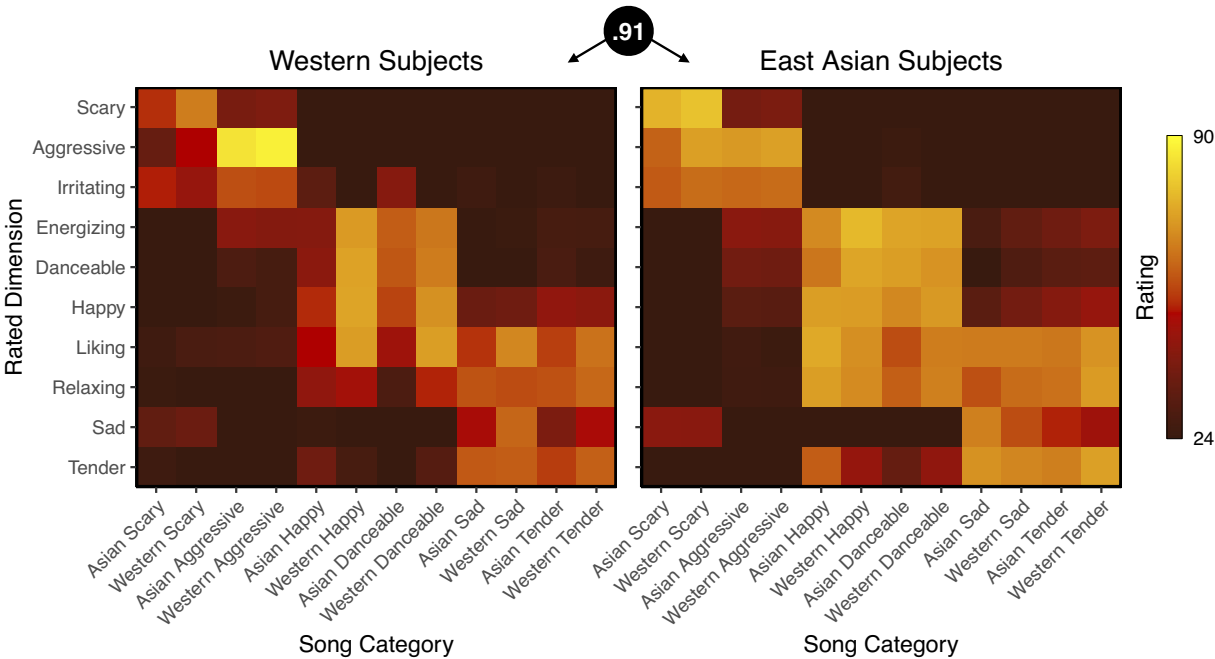 .91
Western Subjects
East Asian Subjects
Rated Dimension
Scary
Aggressive
Irritating
Energizing
Danceable
Happy
Liking
Relaxing
Sad
Tender
Asian Scary
Western Scary
Asian Aggressive
Western Aggressive
Asian Happy
Western Happy
Asian Danceable
Western Danceable
Asian Sad
Western Sad
Asian Tender
Western Tender
Song Category
Asian Scary
Western Scary
Asian Aggressive
Western Aggressive
Asian Happy
Western Happy
Asian Danceable
Western Danceable
Asian Sad
Western Sad
Asian Tender
Western Tender
Song Category
Rating
90
24